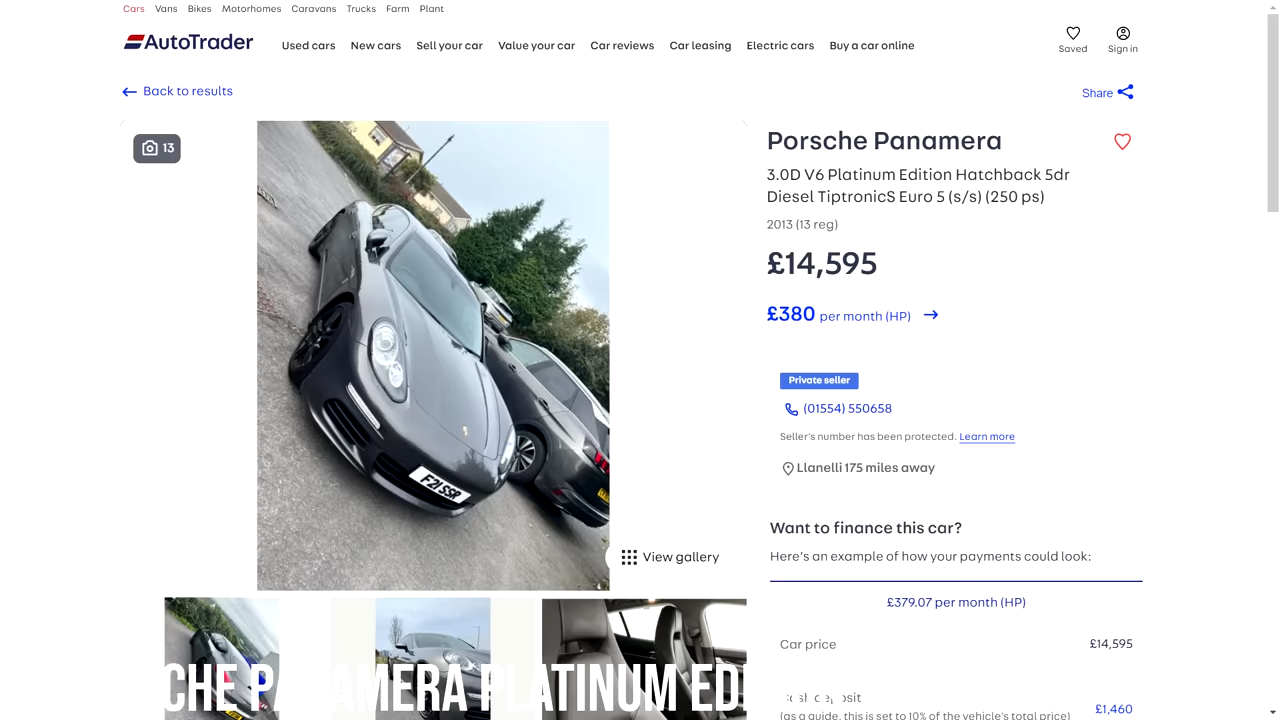 Cars Vans Bikes Motorhomes Caravans Trucks Farm Plant
AutoTrader
Used cars New cars Sell your car Value your car Car reviews Car leasing Electric cars Buy a car online
Saved Sign in
Back to results
Share
13
Porsche Panamera
3.0D V6 Platinum Edition Hatchback 5dr
Diesel TiptronicS Euro 5 (s/s) (250 ps)
2013 (13 reg)
£14,595
£380 per month (HP)
Private seller
(01554) 550658
Seller's number has been protected. Learn more
Llanelli 175 miles away
F21 SSR
View gallery
Want to finance this car?
Here's an example of how your payments could look:
£379.07 per month (HP)
Car price £14,595
deposit
(as a guide, this is set to 10% of the vehicle's total price) £1,460
PLATINUM